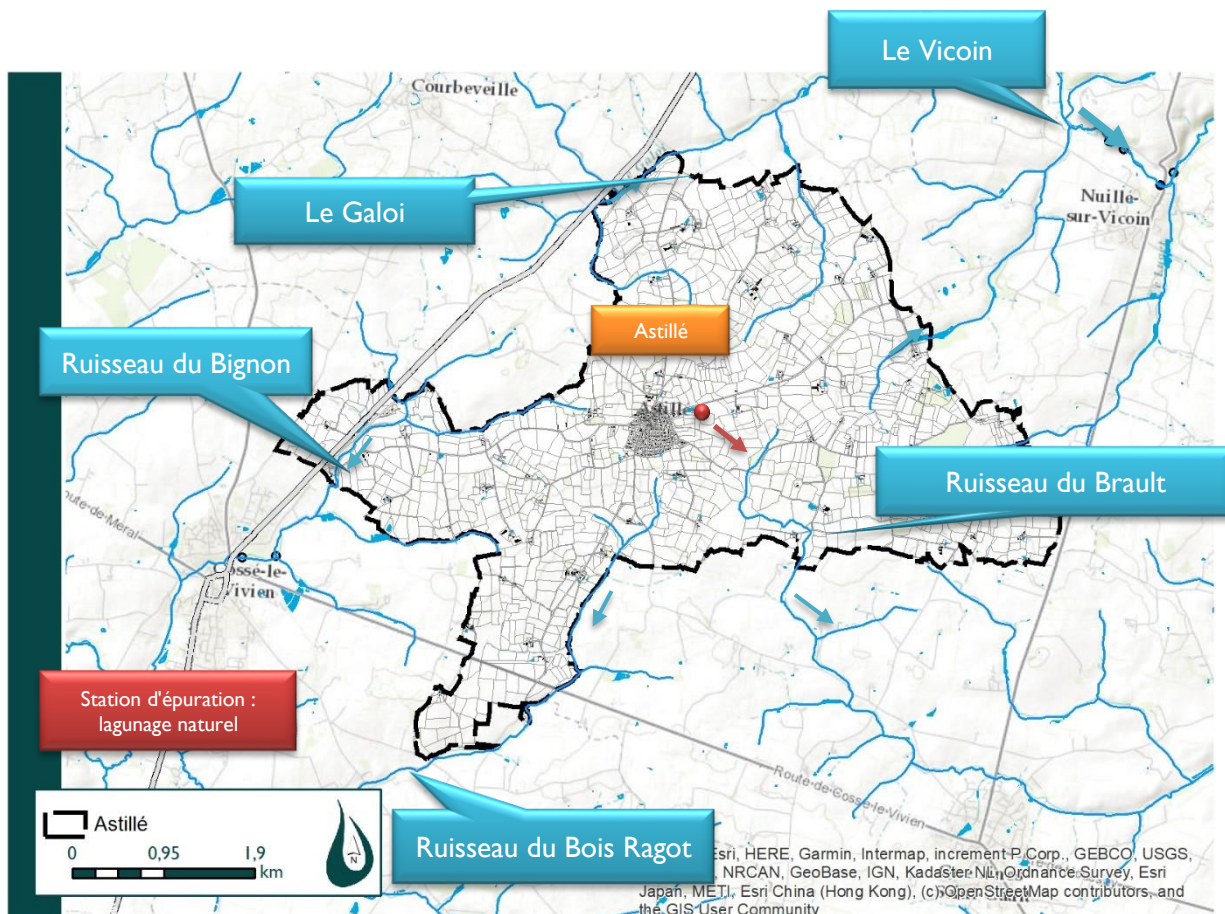 Le Vicoin
Courbeveille
Le Galoi
Nuillé-
sur-Vicoin
Astillé
Ruisseau du Bignon
Astillé
Ruisseau du Brault
Route-de-Meral
Cossé-le-
Vivien
Station d'épuration :
lagunage naturel
Route-de-Cosse-le-Vivien
Astillé
0 0,95 1,9
km
N
Ruisseau du Bois Ragot
Esri, HERE, Garmin, Intermap, increment P Corp., GEBCO, USGS,
NRCAN, GeoBase, IGN, Kadaster NL, Ordnance Survey, Esri
Japan, METI, Esri China (Hong Kong), (c) OpenStreetMap contributors, and
the GIS User Community